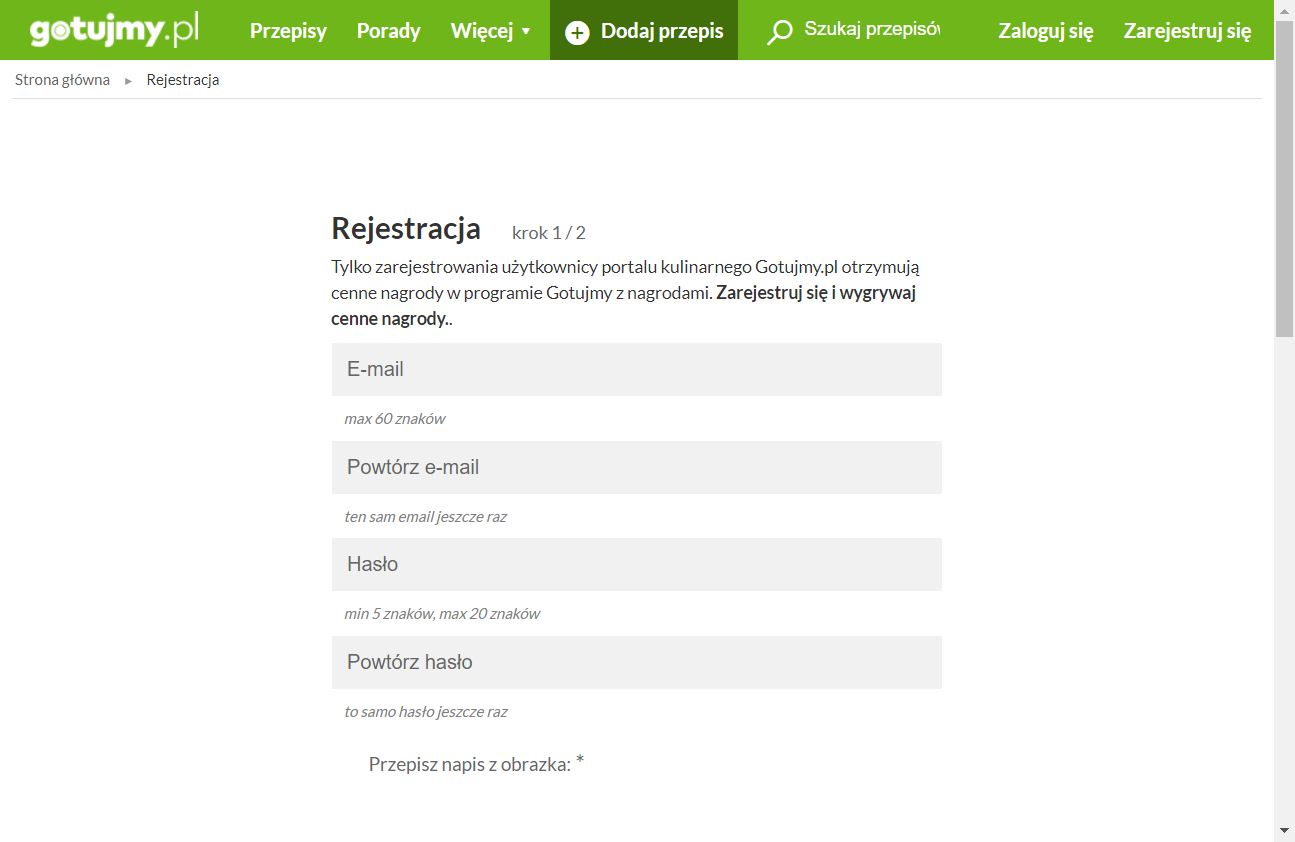 gotujmy.pl Przepisy Porady Więcej ▼ Dodaj przepis Szukaj przepisów Zaloguj się Zarejestruj się
Strona główna ► Rejestracja
Rejestracja krok 1 / 2
Tylko zarejestrowania użytkownicy portalu kulinarnego Gotujmy.pl otrzymują
cenne nagrody w programie Gotujmy z nagrodami. Zarejestruj się i wygrywaj
cenne nagrody..
E-mail
max 60 znaków
Powtórz e-mail
ten sam email jeszcze raz
Hasło
min 5 znaków, max 20 znaków
Powtórz hasło
to samo hasło jeszcze raz
Przepisz napis z obrazka: *